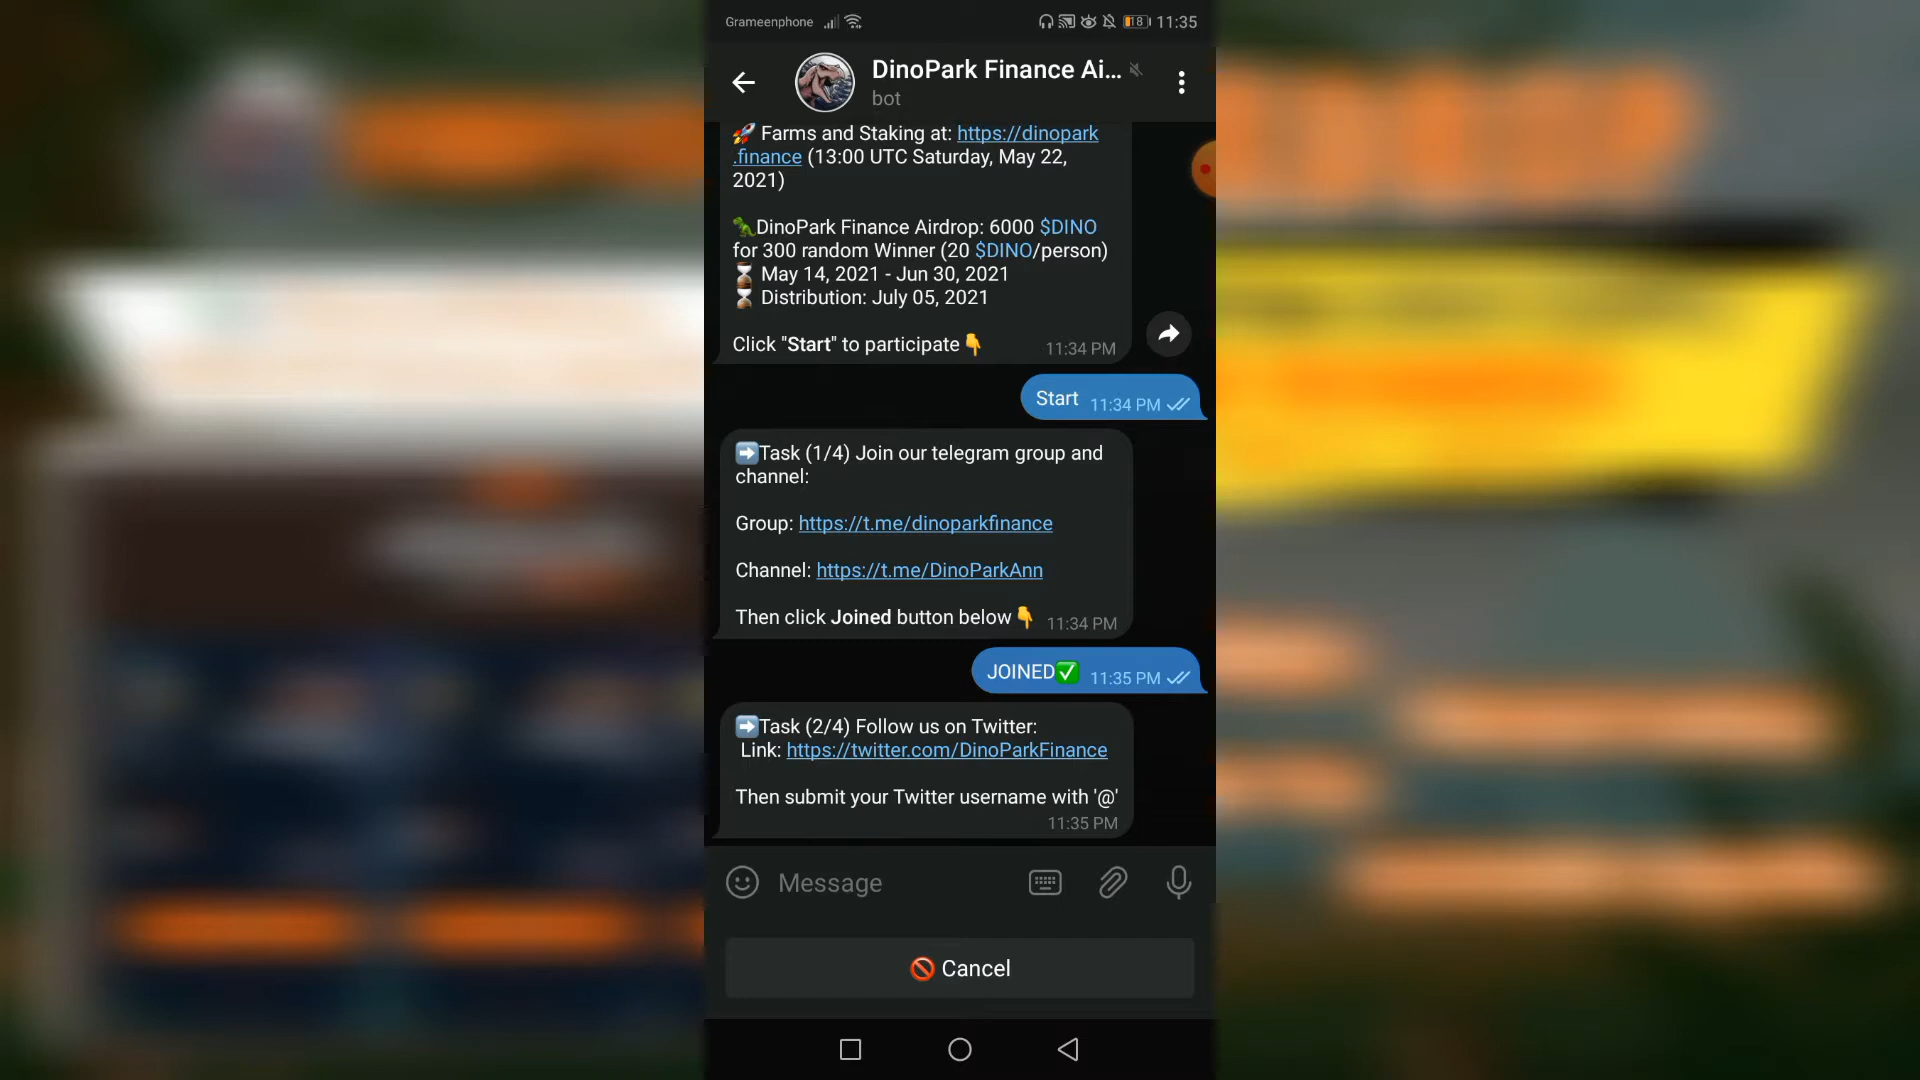 Grameenphone
18 11:35
DinoPark Finance Ai...
bot
🚀 Farms and Staking at: https://dinopark
.finance (13:00 UTC Saturday, May 22,
2021)
🦖DinoPark Finance Airdrop: 6000 $DINO
for 300 random Winner (20 $DINO/person)
⏳ May 14, 2021 - Jun 30, 2021
⏳ Distribution: July 05, 2021
Click "Start" to participate👇 11:34 PM
Start 11:34 PM
➡️Task (1/4) Join our telegram group and
channel:
Group: https://t.me/dinoparkfinance
Channel: https://t.me/DinoParkAnn
Then click Joined button below👇 11:34 PM
JOINED✅ 11:35 PM
➡️Task (2/4) Follow us on Twitter:
Link: https://twitter.com/DinoParkFinance
Then submit your Twitter username with '@'
11:35 PM
Message
🚫 Cancel